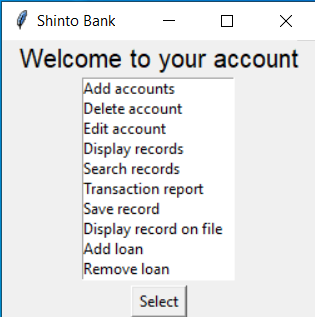 Shinto Bank
Welcome to your account
Add accounts
Delete account
Edit account
Display records
Search records
Transaction report
Save record
Display record on file
Add loan
Remove loan
Select